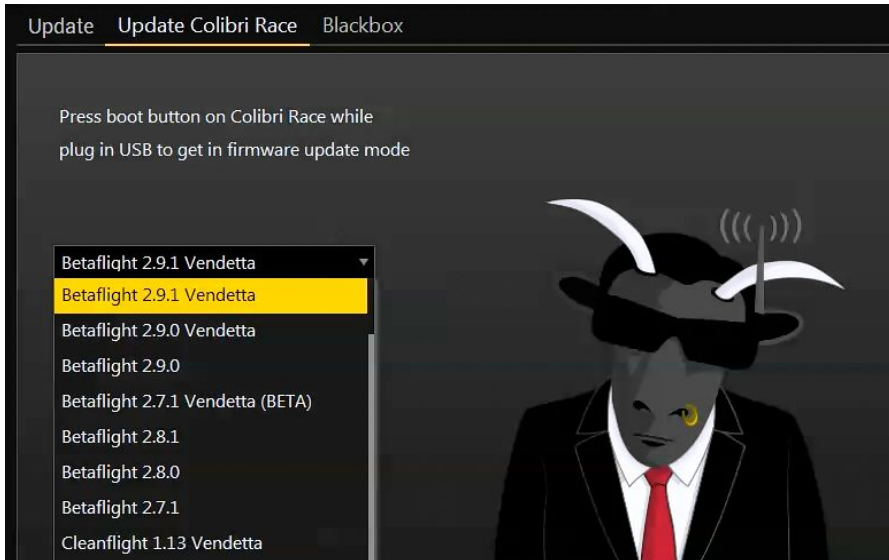 Update Update Colibri Race Blackbox
Press boot button on Colibri Race while
plug in USB to get in firmware update mode
Betaflight 2.9.1 Vendetta
Betaflight 2.9.1 Vendetta
Betaflight 2.9.0 Vendetta
Betaflight 2.9.0
Betaflight 2.7.1 Vendetta (BETA)
Betaflight 2.8.1
Betaflight 2.8.0
Betaflight 2.7.1
Cleanflight 1.13 Vendetta